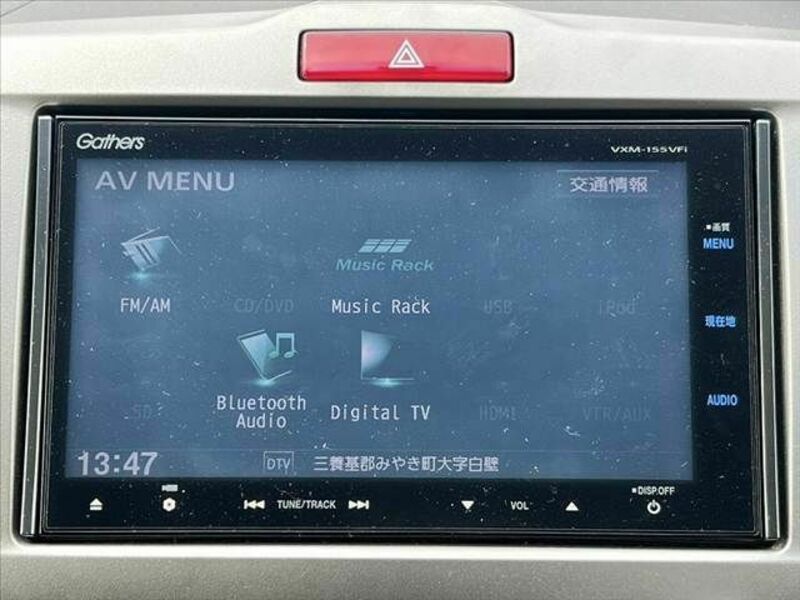 Gathers
VXM-155VFi
AV MENU
交通情報
■画質
MENU
Music Rack
FM/AM
CD/DVD
Music Rack
USB
iPod
現在地
Bluetooth
Audio
Digital TV
SD
HDMI
VTR/AUX
AUDIO
13:47
DTV
三養基郡みやき町大字白壁
TUNE/TRACK
VOL
■DISP.OFF